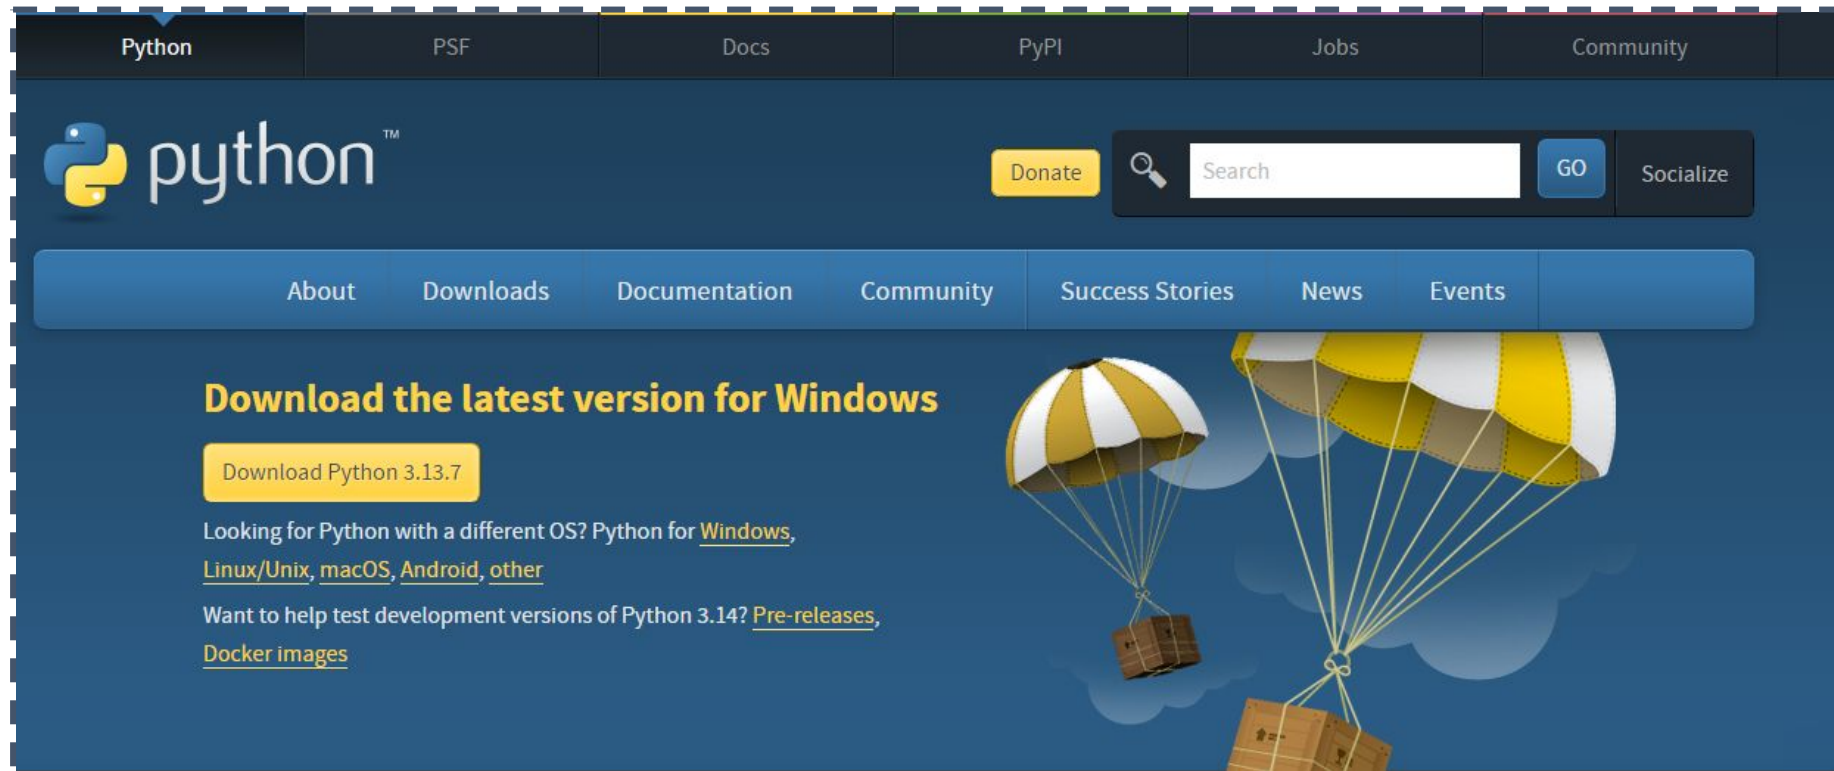 Python PSF Docs PyPI Jobs Community
python™
Donate Search GO Socialize
About Downloads Documentation Community Success Stories News Events
Download the latest version for Windows
Download Python 3.13.7
Looking for Python with a different OS? Python for Windows,
Linux/Unix, macOS, Android, other
Want to help test development versions of Python 3.14? Pre-releases,
Docker images